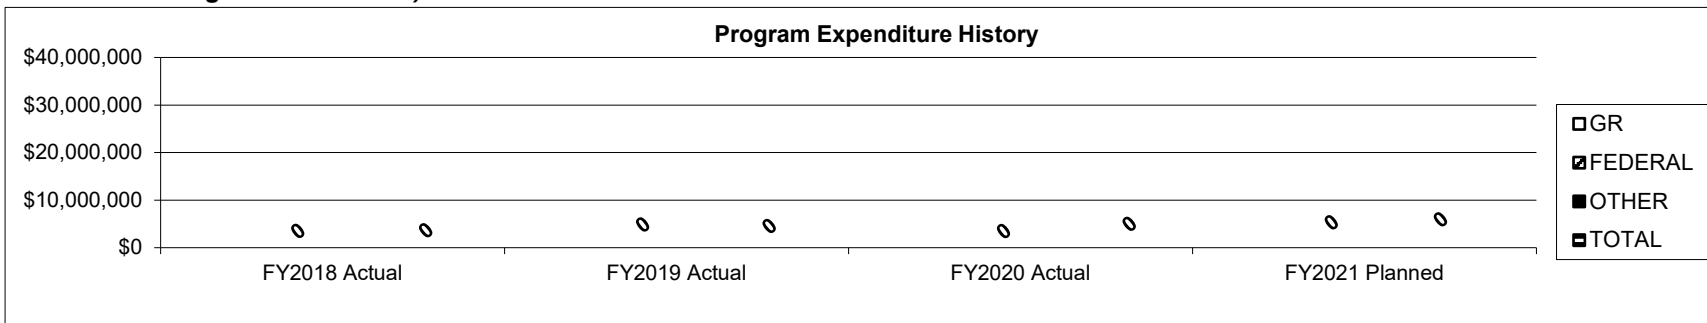 Program Expenditure History
$40,000,000
$30,000,000
$20,000,000
$10,000,000
$0
0 0 0 0 0 0 0 0
FY2018 Actual FY2019 Actual FY2020 Actual FY2021 Planned
GR
FEDERAL
OTHER
TOTAL